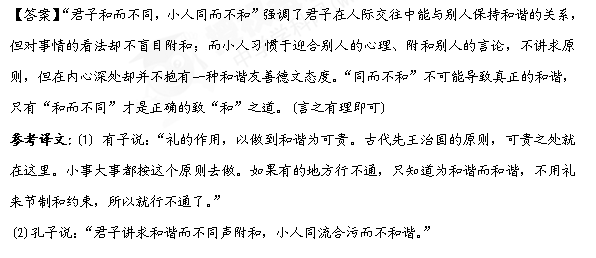 【答案】“君子和而不同，小人同而不和”强调了君子在人际交往中能与别人保持和谐的关系，
但对事情的看法却不盲目附和；而小人习惯于迎合别人的心理、附和别人的言论，不讲求原
则，但在内心深处却并不抱有一种和谐友善德文态度。“同而不和”不可能导致真正的和谐，
只有“和而不同”才是正确的致“和”之道。（言之有理即可）
参考译文：（1）有子说：“礼的作用，以做到和谐为可贵。古代先王治国的原则，可贵之处就
在这里。小事大事都按这个原则去做。如果有的地方行不通，只知道为和谐而和谐，不用礼
来节制和约束，所以就行不通了。”
(2)孔子说：“君子讲求和谐而不同声附和，小人同流合污而不和谐。”